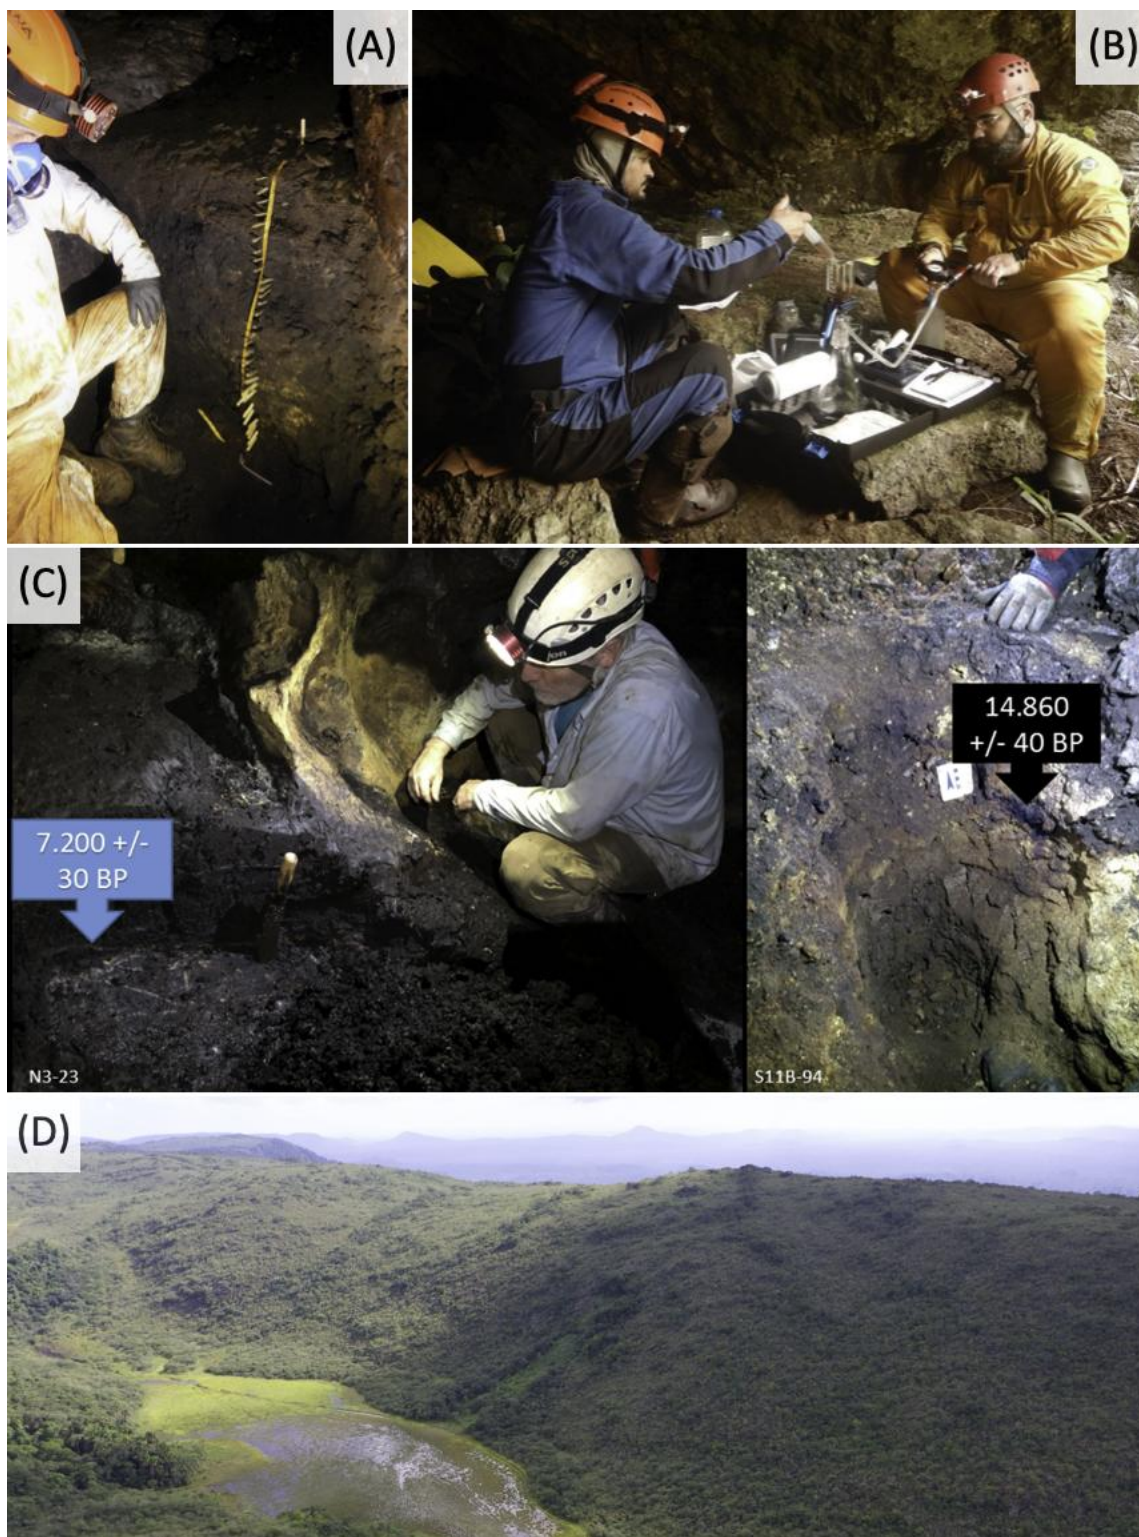 (A)
(B)
(C)
7.200 +/-
30 BP
N3-23
14.860
+/- 40 BP
S11B-94
(D)